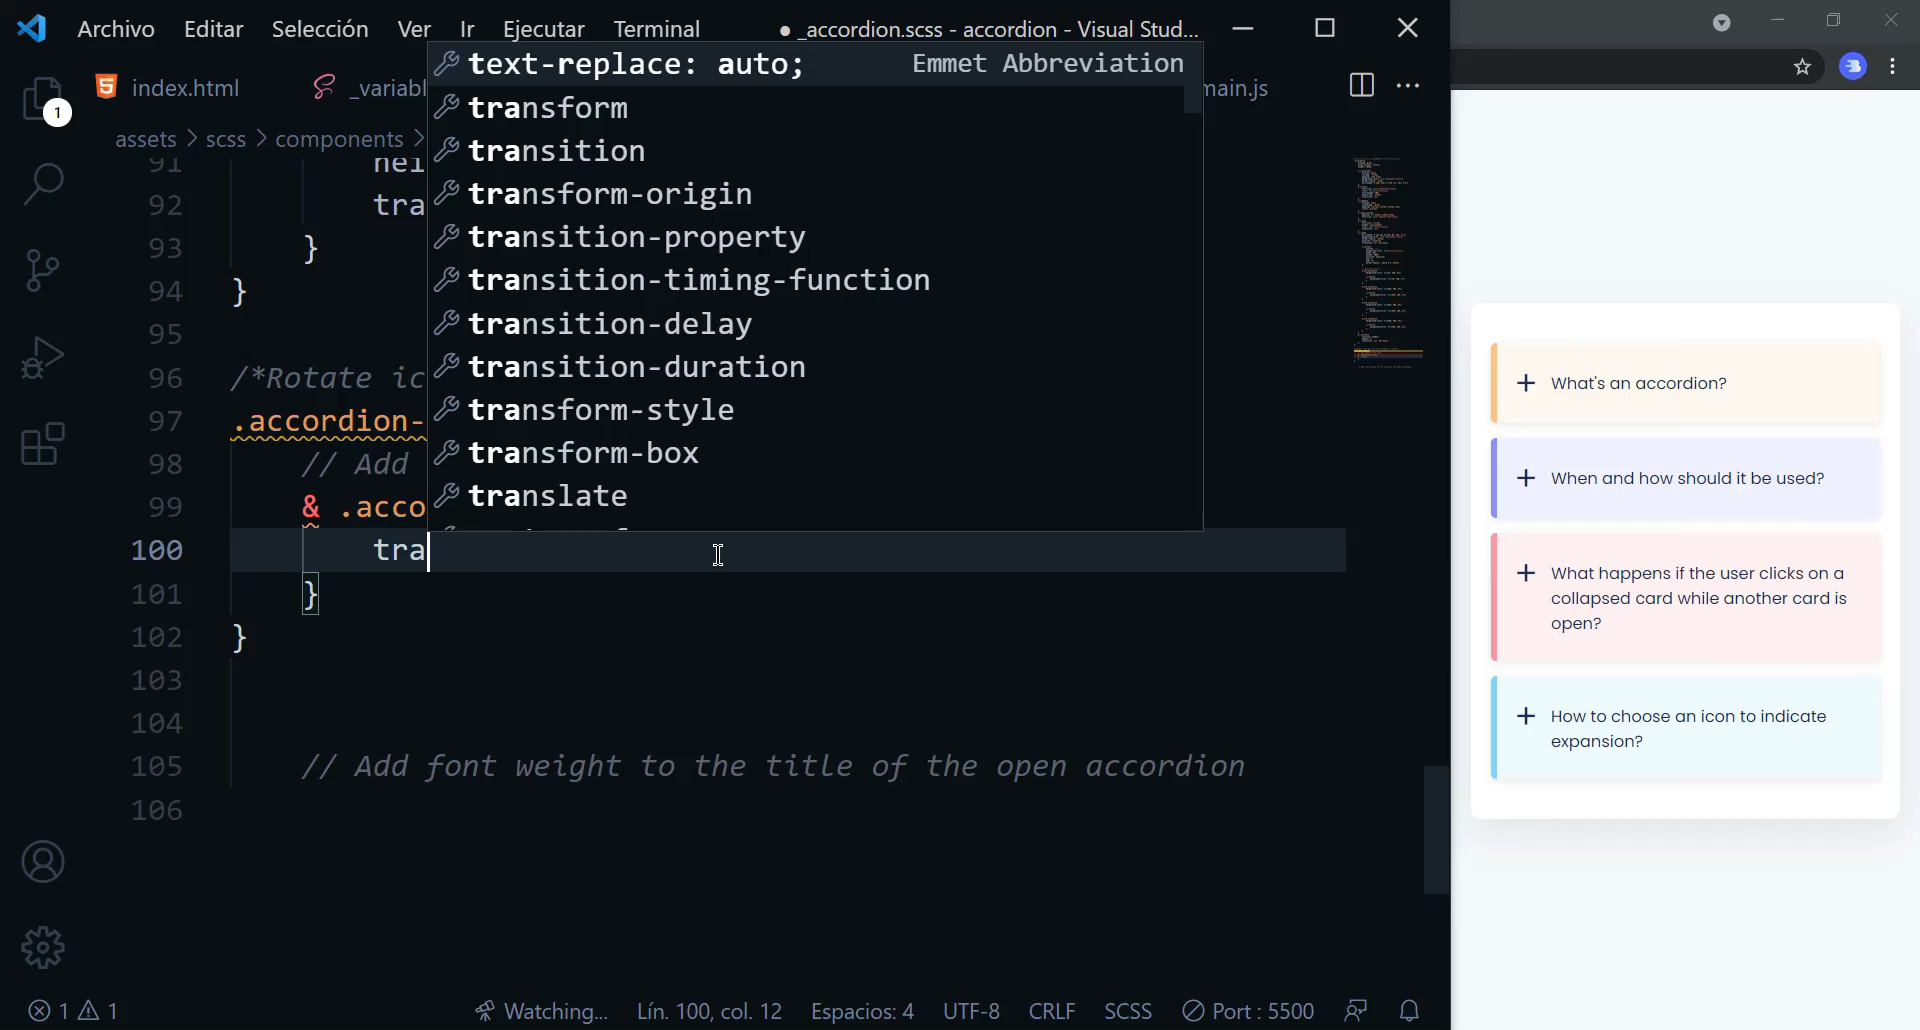 Archivo Editar Selección Ver Ir Ejecutar Terminal ● _accordion.scss - accordion - Visual Stud...
index.html _variabl main.js
1
assets > scss > components >
text-replace: auto; Emmet Abbreviation
transform
transition
transform-origin
transition-property
transition-timing-function
transition-delay
transition-duration
transform-style
transform-box
translate
91 hei
92 tra
93 }
94 }
95
96 /*Rotate ic
97 .accordion-
98 // Add
99 & .acco
100 tra
101 }
102 }
103
104
105 // Add font weight to the title of the open accordion
106
1 1 Watching... Lín. 100, col. 12 Espacios: 4 UTF-8 CRLF SCSS Port : 5500
+ What's an accordion?
+ When and how should it be used?
+ What happens if the user clicks on a
collapsed card while another card is
open?
+ How to choose an icon to indicate
expansion?